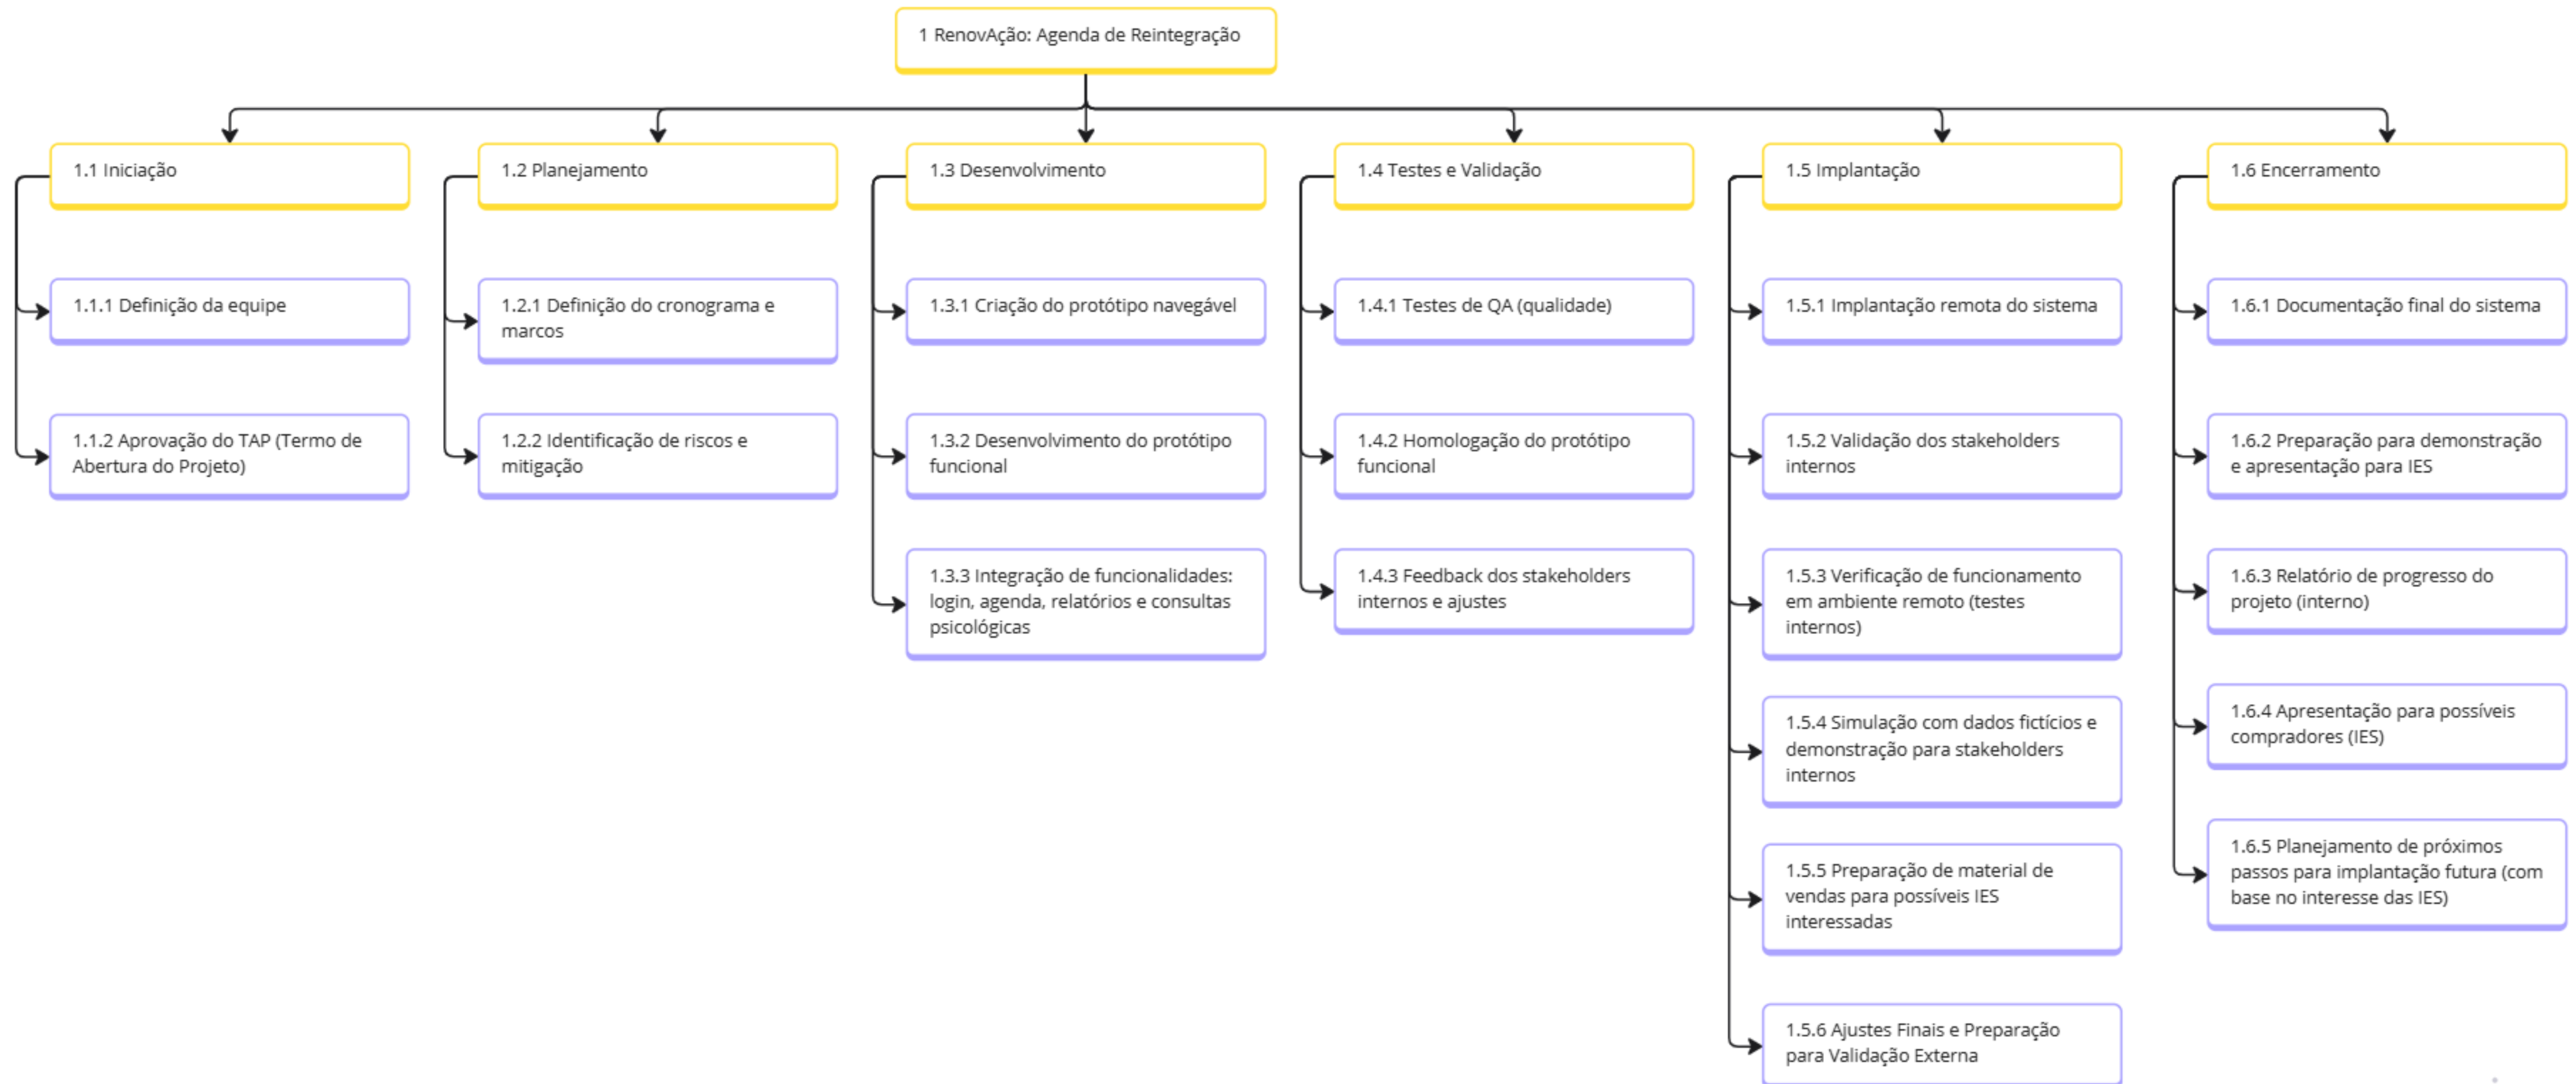 1 RenovAção: Agenda de Reintegração
1.1 Iniciação
1.2 Planejamento
1.3 Desenvolvimento
1.4 Testes e Validação
1.5 Implantação
1.6 Encerramento
1.1.1 Definição da equipe
1.1.2 Aprovação do TAP (Termo de
Abertura do Projeto)
1.2.1 Definição do cronograma e
marcos
1.2.2 Identificação de riscos e
mitigação
1.3.1 Criação do protótipo navegável
1.3.2 Desenvolvimento do protótipo
funcional
1.3.3 Integração de funcionalidades:
login, agenda, relatórios e consultas
psicológicas
1.4.1 Testes de QA (qualidade)
1.4.2 Homologação do protótipo
funcional
1.4.3 Feedback dos stakeholders
internos e ajustes
1.5.1 Implantação remota do sistema
1.5.2 Validação dos stakeholders
internos
1.5.3 Verificação de funcionamento
em ambiente remoto (testes
internos)
1.5.4 Simulação com dados fictícios e
demonstração para stakeholders
internos
1.5.5 Preparação de material de
vendas para possíveis IES
interessadas
1.5.6 Ajustes Finais e Preparação
para Validação Externa
1.6.1 Documentação final do sistema
1.6.2 Preparação para demonstração
e apresentação para IES
1.6.3 Relatório de progresso do
projeto (interno)
1.6.4 Apresentação para possíveis
compradores (IES)
1.6.5 Planejamento de próximos
passos para implantação futura (com
base no interesse das IES)